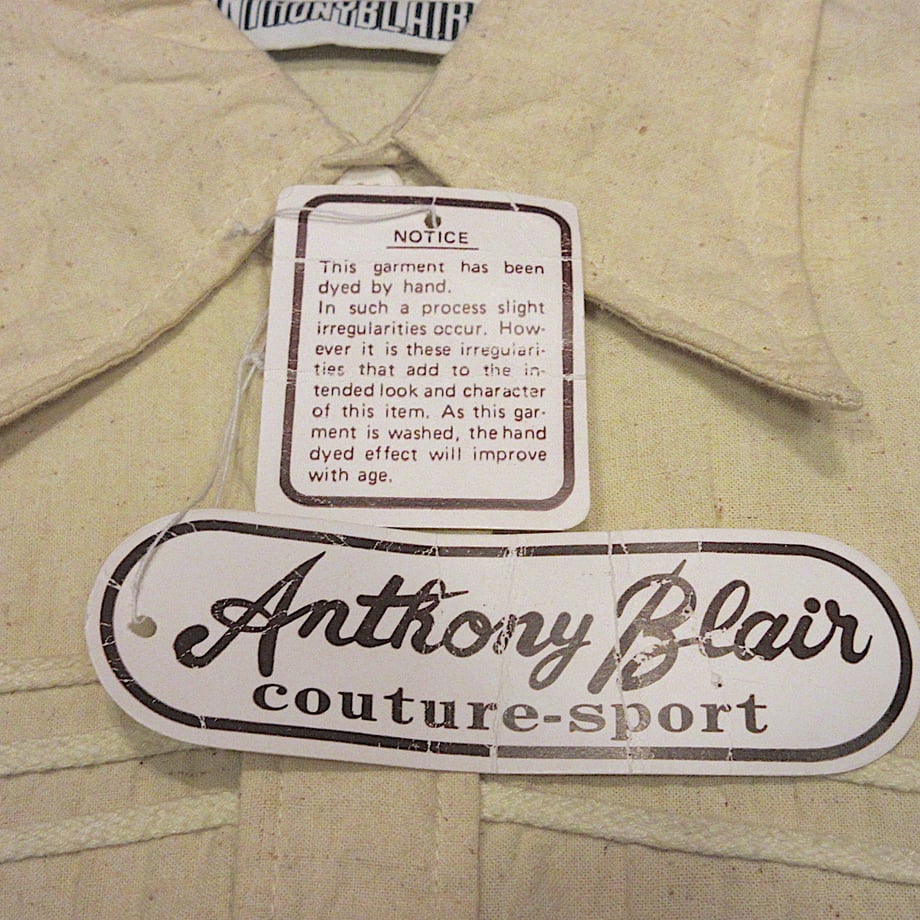 ANTHONYBLAIR
NOTICE
This garment has been
dyed by hand.
In such a process slight
irregularities occur. How-
ever it is these irregulari-
ties that add to the in-
tended look and character
of this item. As this gar-
ment is washed, the hand
dyed effect will improve
with age.
Anthony Blair
couture-sport